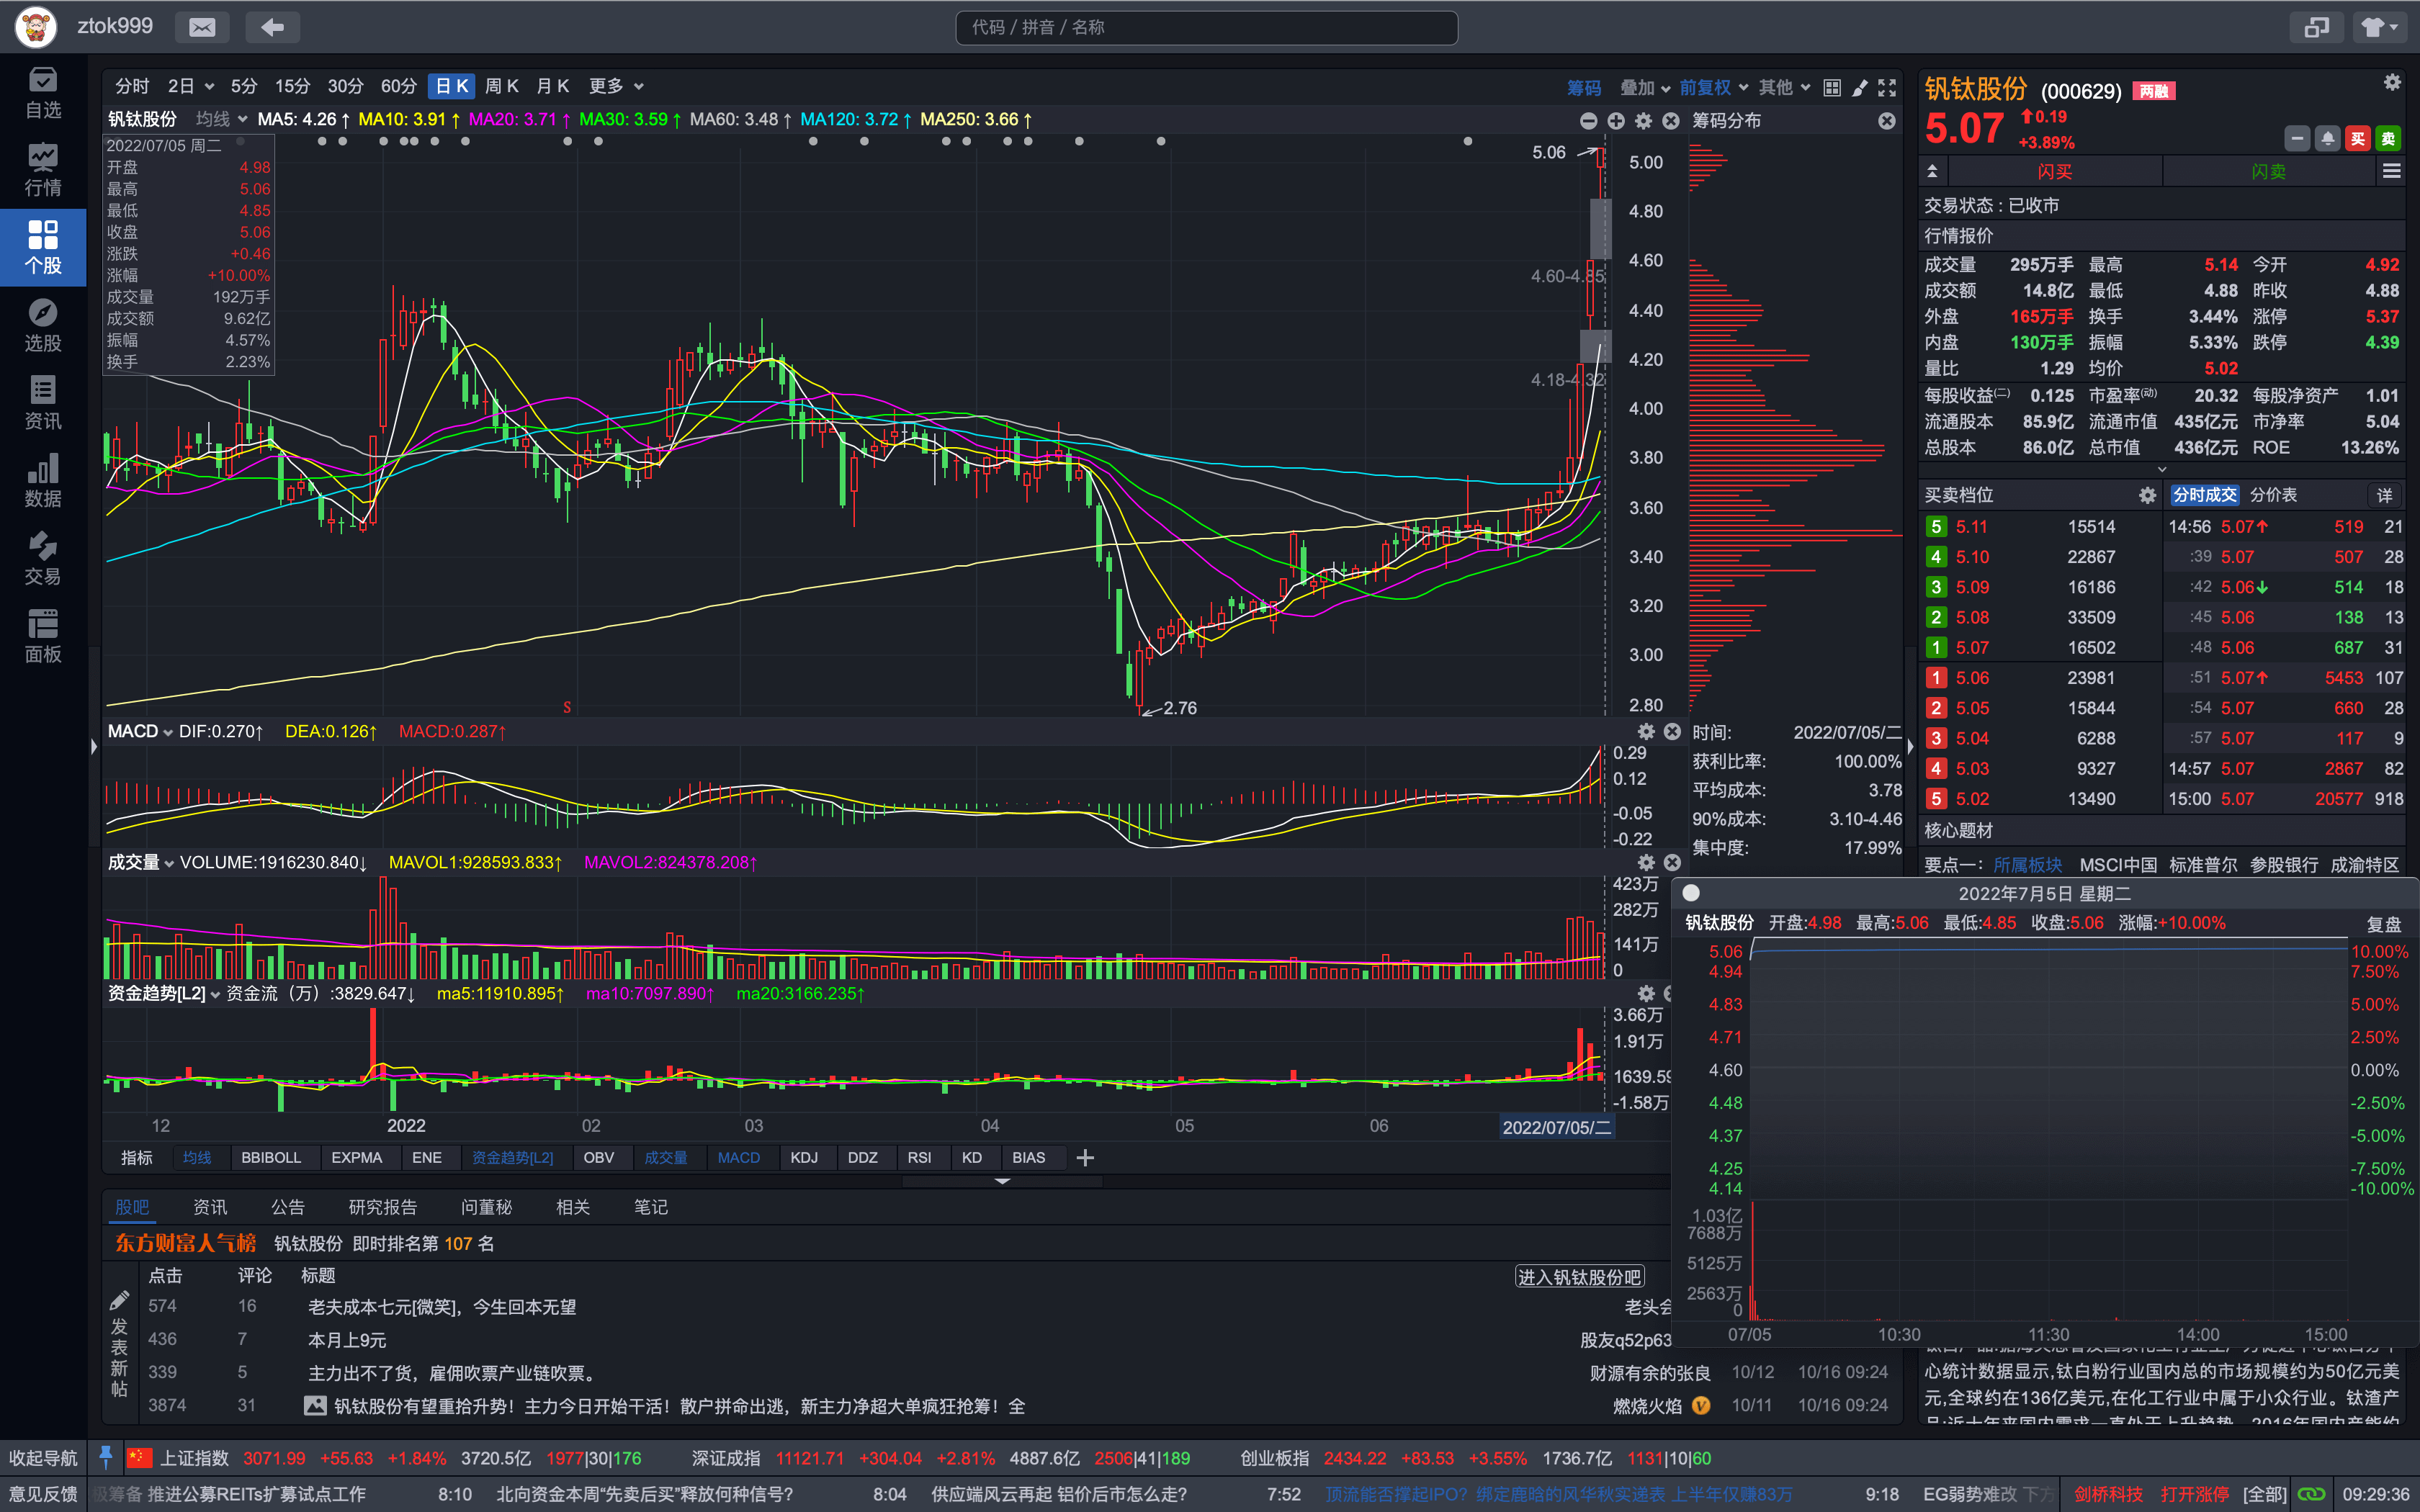 ztok999
代码 / 拼音 / 名称
自选
行情
个股
选股
资讯
数据
交易
面板
分时 2日 5分 15分 30分 60分 日K 周K 月K 更多
筹码 叠加 前复权 其他
钒钛股份 均线 MA5: 4.26↑ MA10: 3.91↑ MA20: 3.71↑ MA30: 3.59↑ MA60: 3.48↑ MA120: 3.72↑ MA250: 3.66↑
筹码分布
2022/07/05 周二
开盘 4.98
最高 5.06
最低 4.85
收盘 5.06
涨跌 +0.46
涨幅 +10.00%
成交量 192万手
成交额 9.62亿
振幅 4.57%
换手 2.23%
5.06
4.60-4.85
4.18-4.32
2.76
S
5.00
4.80
4.60
4.40
4.20
4.00
3.80
3.60
3.40
3.20
3.00
2.80
MACD DIF:0.270↑ DEA:0.126↑ MACD:0.287↑
0.29
0.12
-0.05
-0.22
时间: 2022/07/05/二
获利比率: 100.00%
平均成本: 3.78
90%成本: 3.10-4.46
集中度: 17.99%
成交量 VOLUME:1916230.840↓ MAVOL1:928593.833↑ MAVOL2:824378.208↑
423万
282万
141万
0
资金趋势[L2] 资金流（万）:3829.647↓ ma5:11910.895↑ ma10:7097.890↑ ma20:3166.235↑
3.66万
1.91万
1639.59
-1.58万
12 2022 02 03 04 05 06 2022/07/05/二
指标 均线 BBIBOLL EXPMA ENE 资金趋势[L2] OBV 成交量 MACD KDJ DDZ RSI KD BIAS
股吧 资讯 公告 研究报告 问董秘 相关 笔记
东方财富人气榜 钒钛股份 即时排名第 107 名
点击 评论 标题
进入钒钛股份吧
发表新帖
574 16 老夫成本七元[微笑]，今生回本无望 老头会
436 7 本月上9元 股友q52p63
339 5 主力出不了货，雇佣吹票产业链吹票。 财源有余的张良 10/12 10/16 09:24
3874 31 钒钛股份有望重拾升势！主力今日开始干活！散户拼命出逃，新主力净超大单疯狂抢筹！全 燃烧火焰 V 10/11 10/16 09:24
钒钛股份 (000629) 两融
5.07 0.19
+3.89%
买 卖
闪买 闪卖
交易状态：已收市
行情报价
成交量 295万手 最高 5.14 今开 4.92
成交额 14.8亿 最低 4.88 昨收 4.88
外盘 165万手 换手 3.44% 涨停 5.37
内盘 130万手 振幅 5.33% 跌停 4.39
量比 1.29 均价 5.02
每股收益(二) 0.125 市盈率(动) 20.32 每股净资产 1.01
流通股本 85.9亿 流通市值 435亿元 市净率 5.04
总股本 86.0亿 总市值 436亿元 ROE 13.26%
买卖档位 分时成交 分价表 详
5 5.11 15514 14:56 5.07↑ 519 21
4 5.10 22867 :39 5.07 507 28
3 5.09 16186 :42 5.06↓ 514 18
2 5.08 33509 :45 5.06 138 13
1 5.07 16502 :48 5.06 687 31
1 5.06 23981 :51 5.07↑ 5453 107
2 5.05 15844 :54 5.07 660 28
3 5.04 6288 :57 5.07 117 9
4 5.03 9327 14:57 5.07 2867 82
5 5.02 13490 15:00 5.07 20577 918
核心题材
要点一： 所属板块 MSCI中国 标准普尔 参股银行 成渝特区
2022年7月5日 星期二
钒钛股份 开盘:4.98 最高:5.06 最低:4.85 收盘:5.06 涨幅:+10.00% 复盘
5.06 10.00%
4.94 7.50%
4.83 5.00%
4.71 2.50%
4.60 0.00%
4.48 -2.50%
4.37 -5.00%
4.25 -7.50%
4.14 -10.00%
1.03亿
7688万
5125万
2563万
0
07/05 10:30 11:30 14:00 15:00
心统计数据显示,钛白粉行业国内总的市场规模约为50亿元美
元,全球约在136亿美元,在化工行业中属于小众行业。钛渣产
收起导航 上证指数 3071.99 +55.63 +1.84% 3720.5亿 1977|30|176 深证成指 11121.71 +304.04 +2.81% 4887.6亿 2506|41|189 创业板指 2434.22 +83.53 +3.55% 1736.7亿 1131|10|60
意见反馈 极筹备 推进公募REITs扩募试点工作 8:10 北向资金本周“先卖后买”释放何种信号？ 8:04 供应端风云再起 铝价后市怎么走？ 7:52 顶流能否撑起IPO？绑定鹿晗的风华秋实递表 上半年仅赚83万 9:18 EG弱势难改 下方 剑桥科技 打开涨停 [全部] 09:29:36